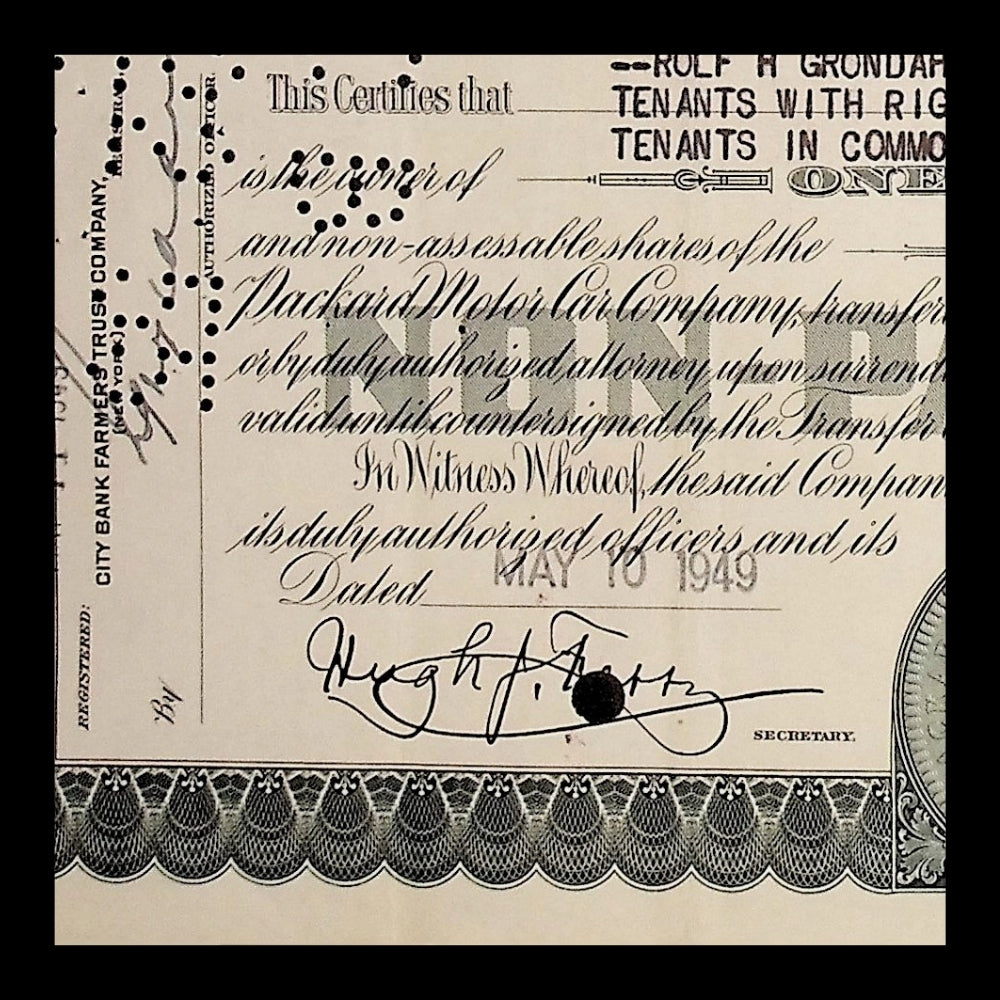 --ROLF H GRONDAH
This Certifies that TENANTS WITH RIG
TENANTS IN COMMO
is the owner of ONE
and non-assessable shares of the
Packard Motor Car Company, transfer
or by duly authorized attorney upon surrend
valid until countersigned by the Transfer
NON-PA
In Witness Whereof, the said Compan
its duly authorized officers and its
Dated MAY 10 1949
Hugh J. Ferry
SECRETARY.
REGISTERED:
CITY BANK FARMERS TRUST COMPANY,
(NEW YORK)
REGISTRAR,
By
AUTHORIZED OFFICER.